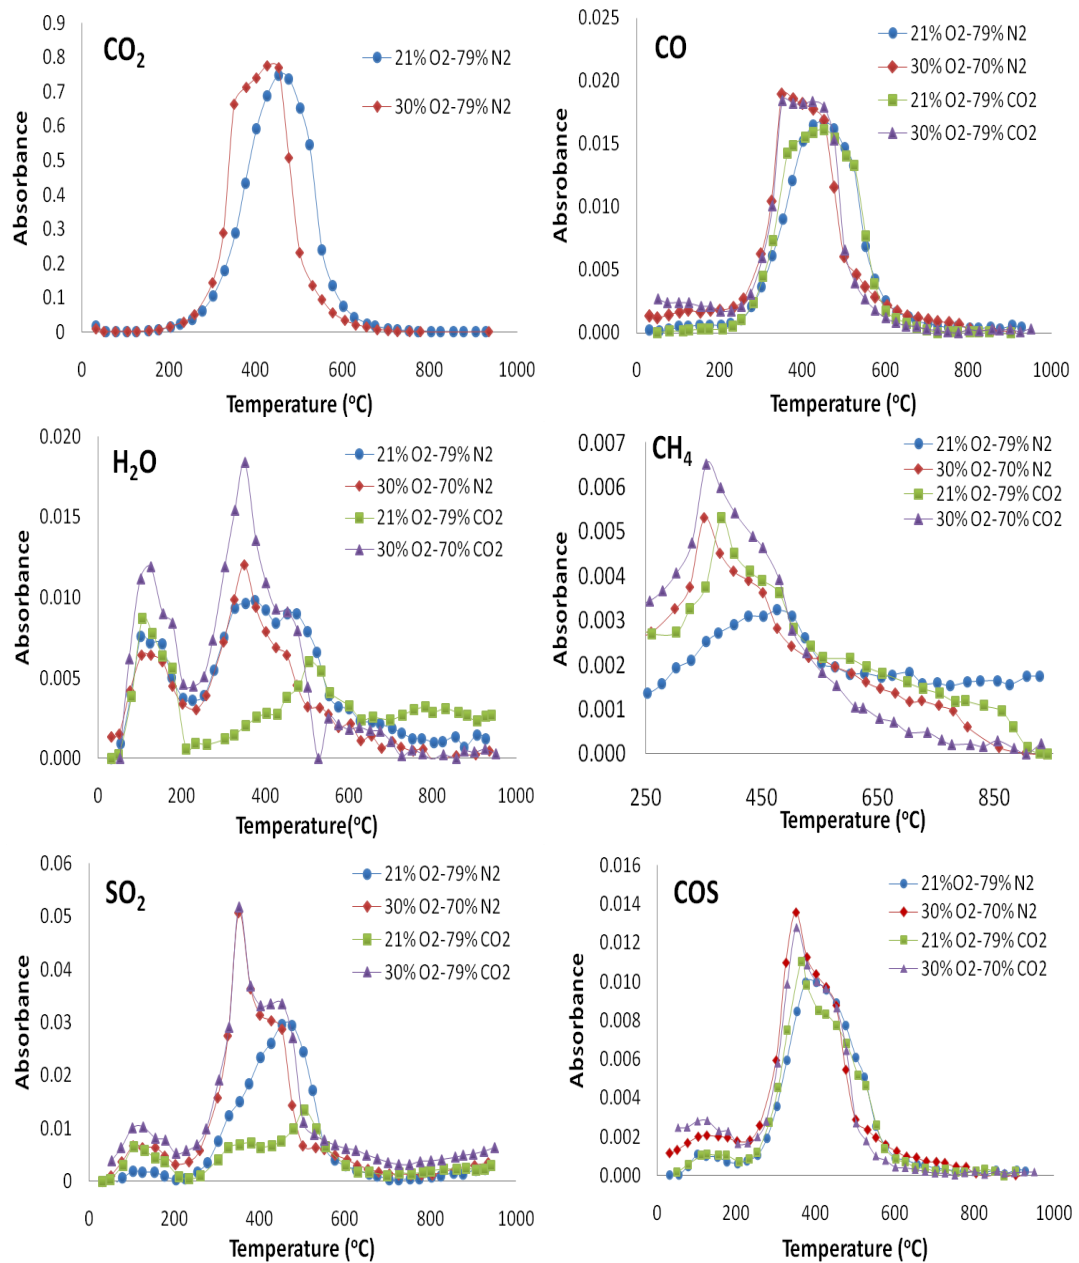 CO2
21% O2-79% N2
30% O2-79% N2
0.9
0.8
0.7
0.6
0.5
0.4
0.3
0.2
0.1
0
0 200 400 600 800 1000
Absorbance
Temperature (oC)
CO
21% O2-79% N2
30% O2-70% N2
21% O2-79% CO2
30% O2-79% CO2
0.025
0.020
0.015
0.010
0.005
0.000
0 200 400 600 800 1000
Absrobance
Temperature (oC)
H2O
21% O2-79% N2
30% O2-70% N2
21% O2-79% CO2
30% O2-70% CO2
0.020
0.015
0.010
0.005
0.000
0 200 400 600 800 1000
Absorbance
Temperature(oC)
CH4
21% O2-79% N2
30% O2-70% N2
21% O2-79% CO2
30% O2-70% CO2
0.007
0.006
0.005
0.004
0.003
0.002
0.001
0.000
250 450 650 850
Absorbance
Temperature (oC)
SO2
21% O2-79% N2
30% O2-70% N2
21% O2-79% CO2
30% O2-79% CO2
0.06
0.05
0.04
0.03
0.02
0.01
0
0 200 400 600 800 1000
Absorbance
Temperature (oC)
COS
21%O2-79% N2
30% O2-70% N2
21% O2-79% CO2
30% O2-70% CO2
0.016
0.014
0.012
0.010
0.008
0.006
0.004
0.002
0.000
0 200 400 600 800 1000
Absorbance
Temperature (oC)